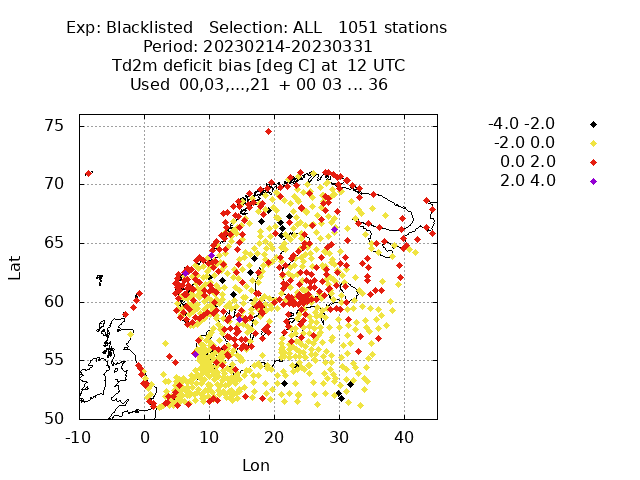 Exp: Blacklisted   Selection: ALL   1051 stations
Period: 20230214-20230331
Td2m deficit bias [deg C] at  12 UTC
Used  00,03,...,21  + 00 03 ... 36
-4.0 -2.0
-2.0 0.0
0.0 2.0
2.0 4.0
75
70
65
60
55
50
Lat
-10 0 10 20 30 40
Lon